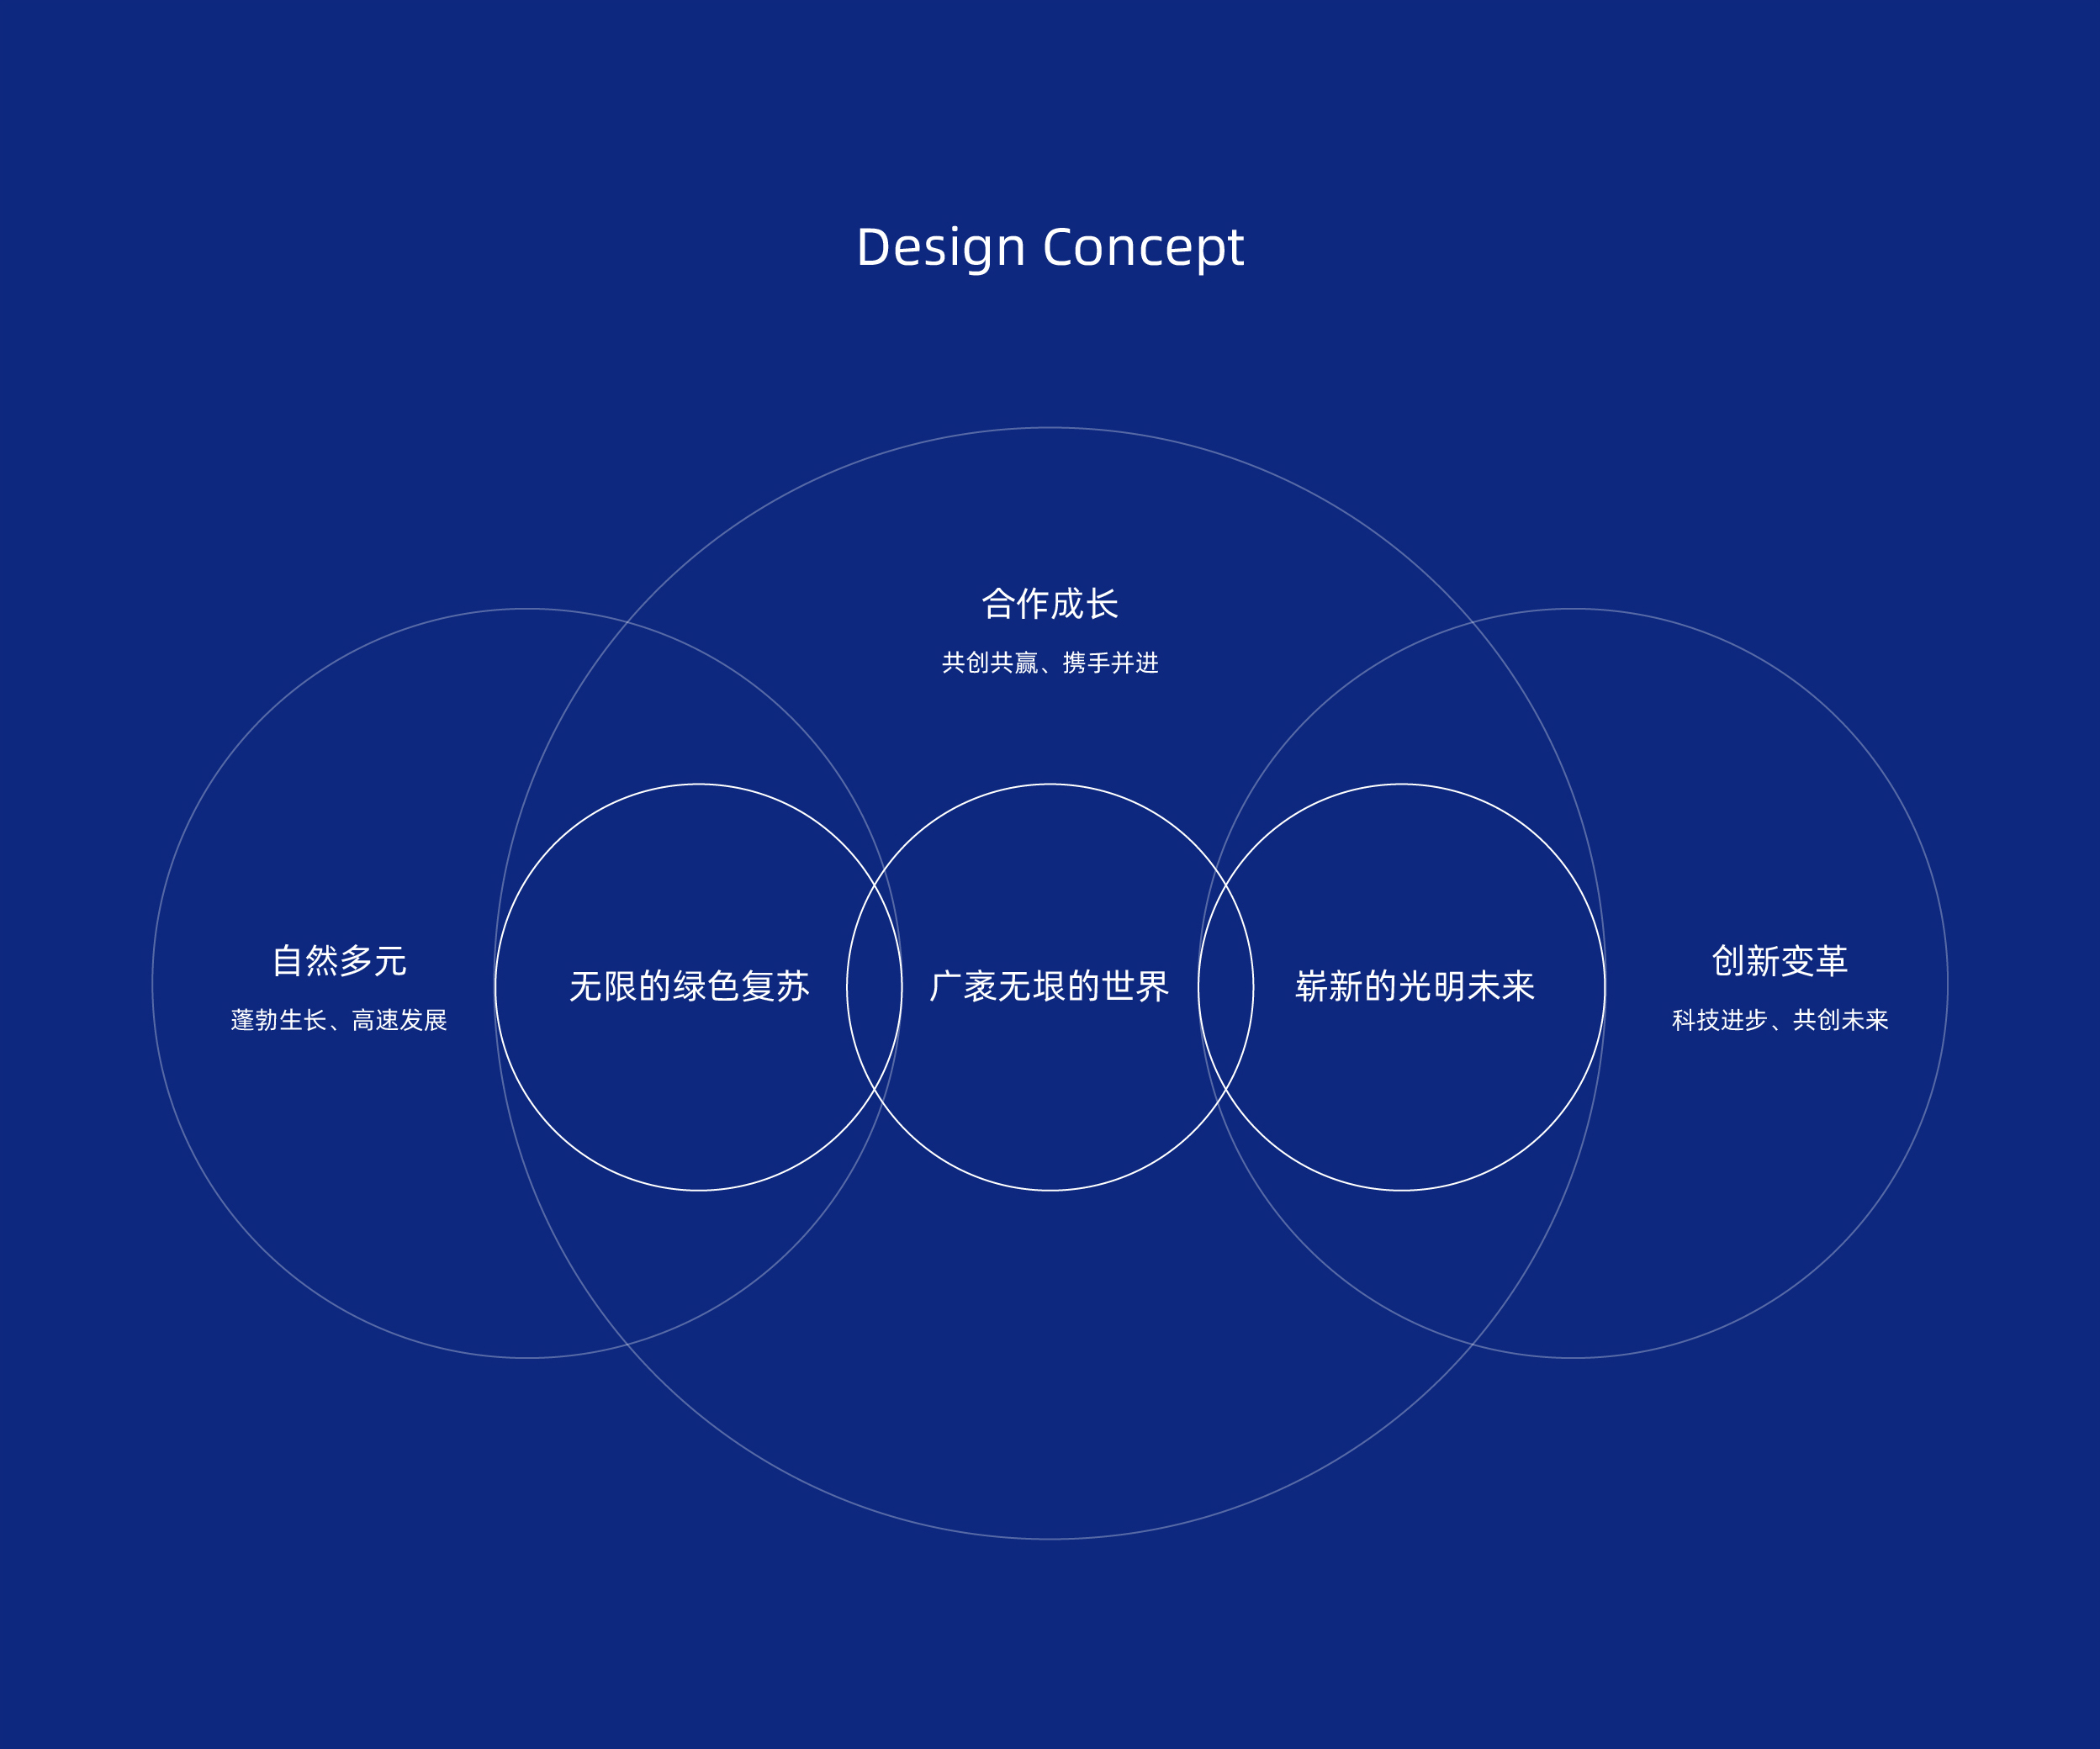 Design Concept
合作成长
共创共赢、携手并进
自然多元
蓬勃生长、高速发展
无限的绿色复苏
广袤无垠的世界
崭新的光明未来
创新变革
科技进步、共创未来